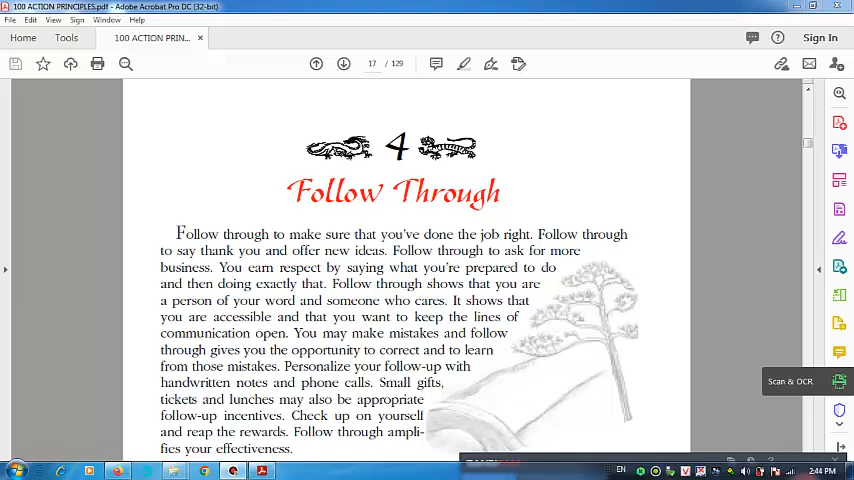 100 ACTION PRINCIPLES.pdf - Adobe Acrobat Pro DC (32-bit)
File Edit View Sign Window Help
Home Tools 100 ACTION PRIN... × Sign In
17 / 129
4
Follow Through
Follow through to make sure that you've done the job right. Follow through
to say thank you and offer new ideas. Follow through to ask for more
business. You earn respect by saying what you're prepared to do
and then doing exactly that. Follow through shows that you are
a person of your word and someone who cares. It shows that
you are accessible and that you want to keep the lines of
communication open. You may make mistakes and follow
through gives you the opportunity to correct and to learn
from those mistakes. Personalize your follow-up with
handwritten notes and phone calls. Small gifts,
tickets and lunches may also be appropriate
follow-up incentives. Check up on yourself
and reap the rewards. Follow through ampli-
fies your effectiveness.
Scan & OCR
EN
2:44 PM